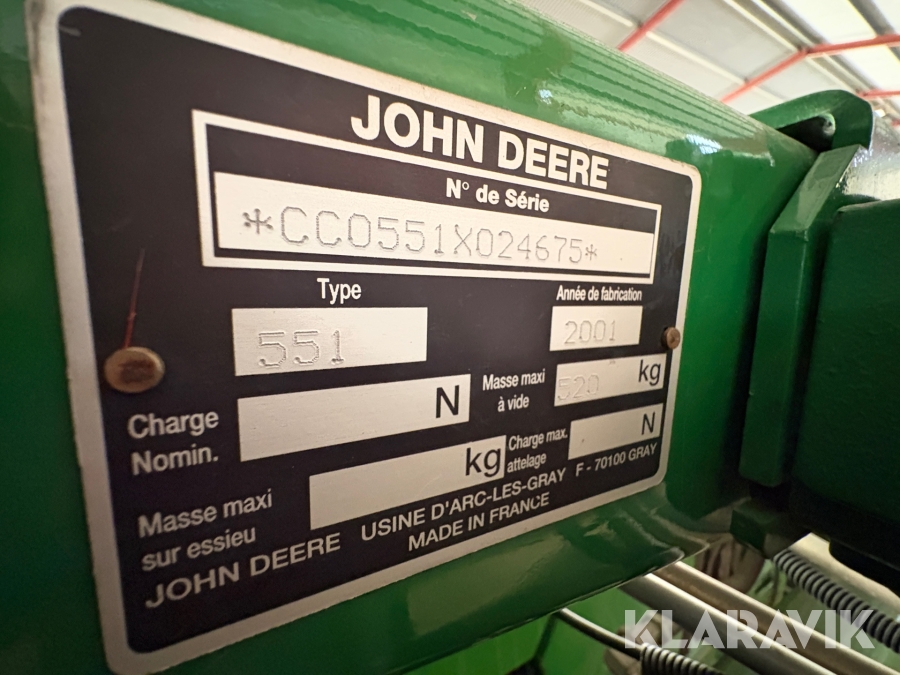 JOHN DEERE
N° de Série
*CC0551X024675*
Type
Année de fabrication
551
2001
Charge
Nomin.
N
Masse maxi
à vide
520 kg
Masse maxi
sur essieu
kg
Charge max.
attelage
N
JOHN DEERE USINE D'ARC-LES-GRAY F - 70100 GRAY
MADE IN FRANCE
KLARAVIK